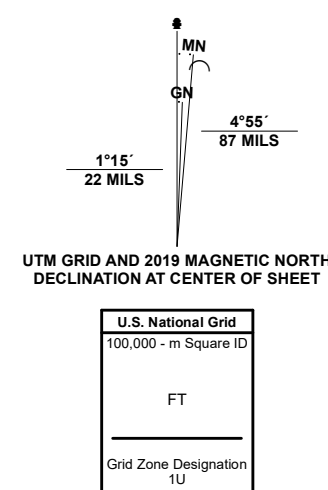 MN
GN
4°55´
87 MILS
1°15´
22 MILS
UTM GRID AND 2019 MAGNETIC NORTH
DECLINATION AT CENTER OF SHEET
U.S. National Grid
100,000 - m Square ID
FT
Grid Zone Designation
1U